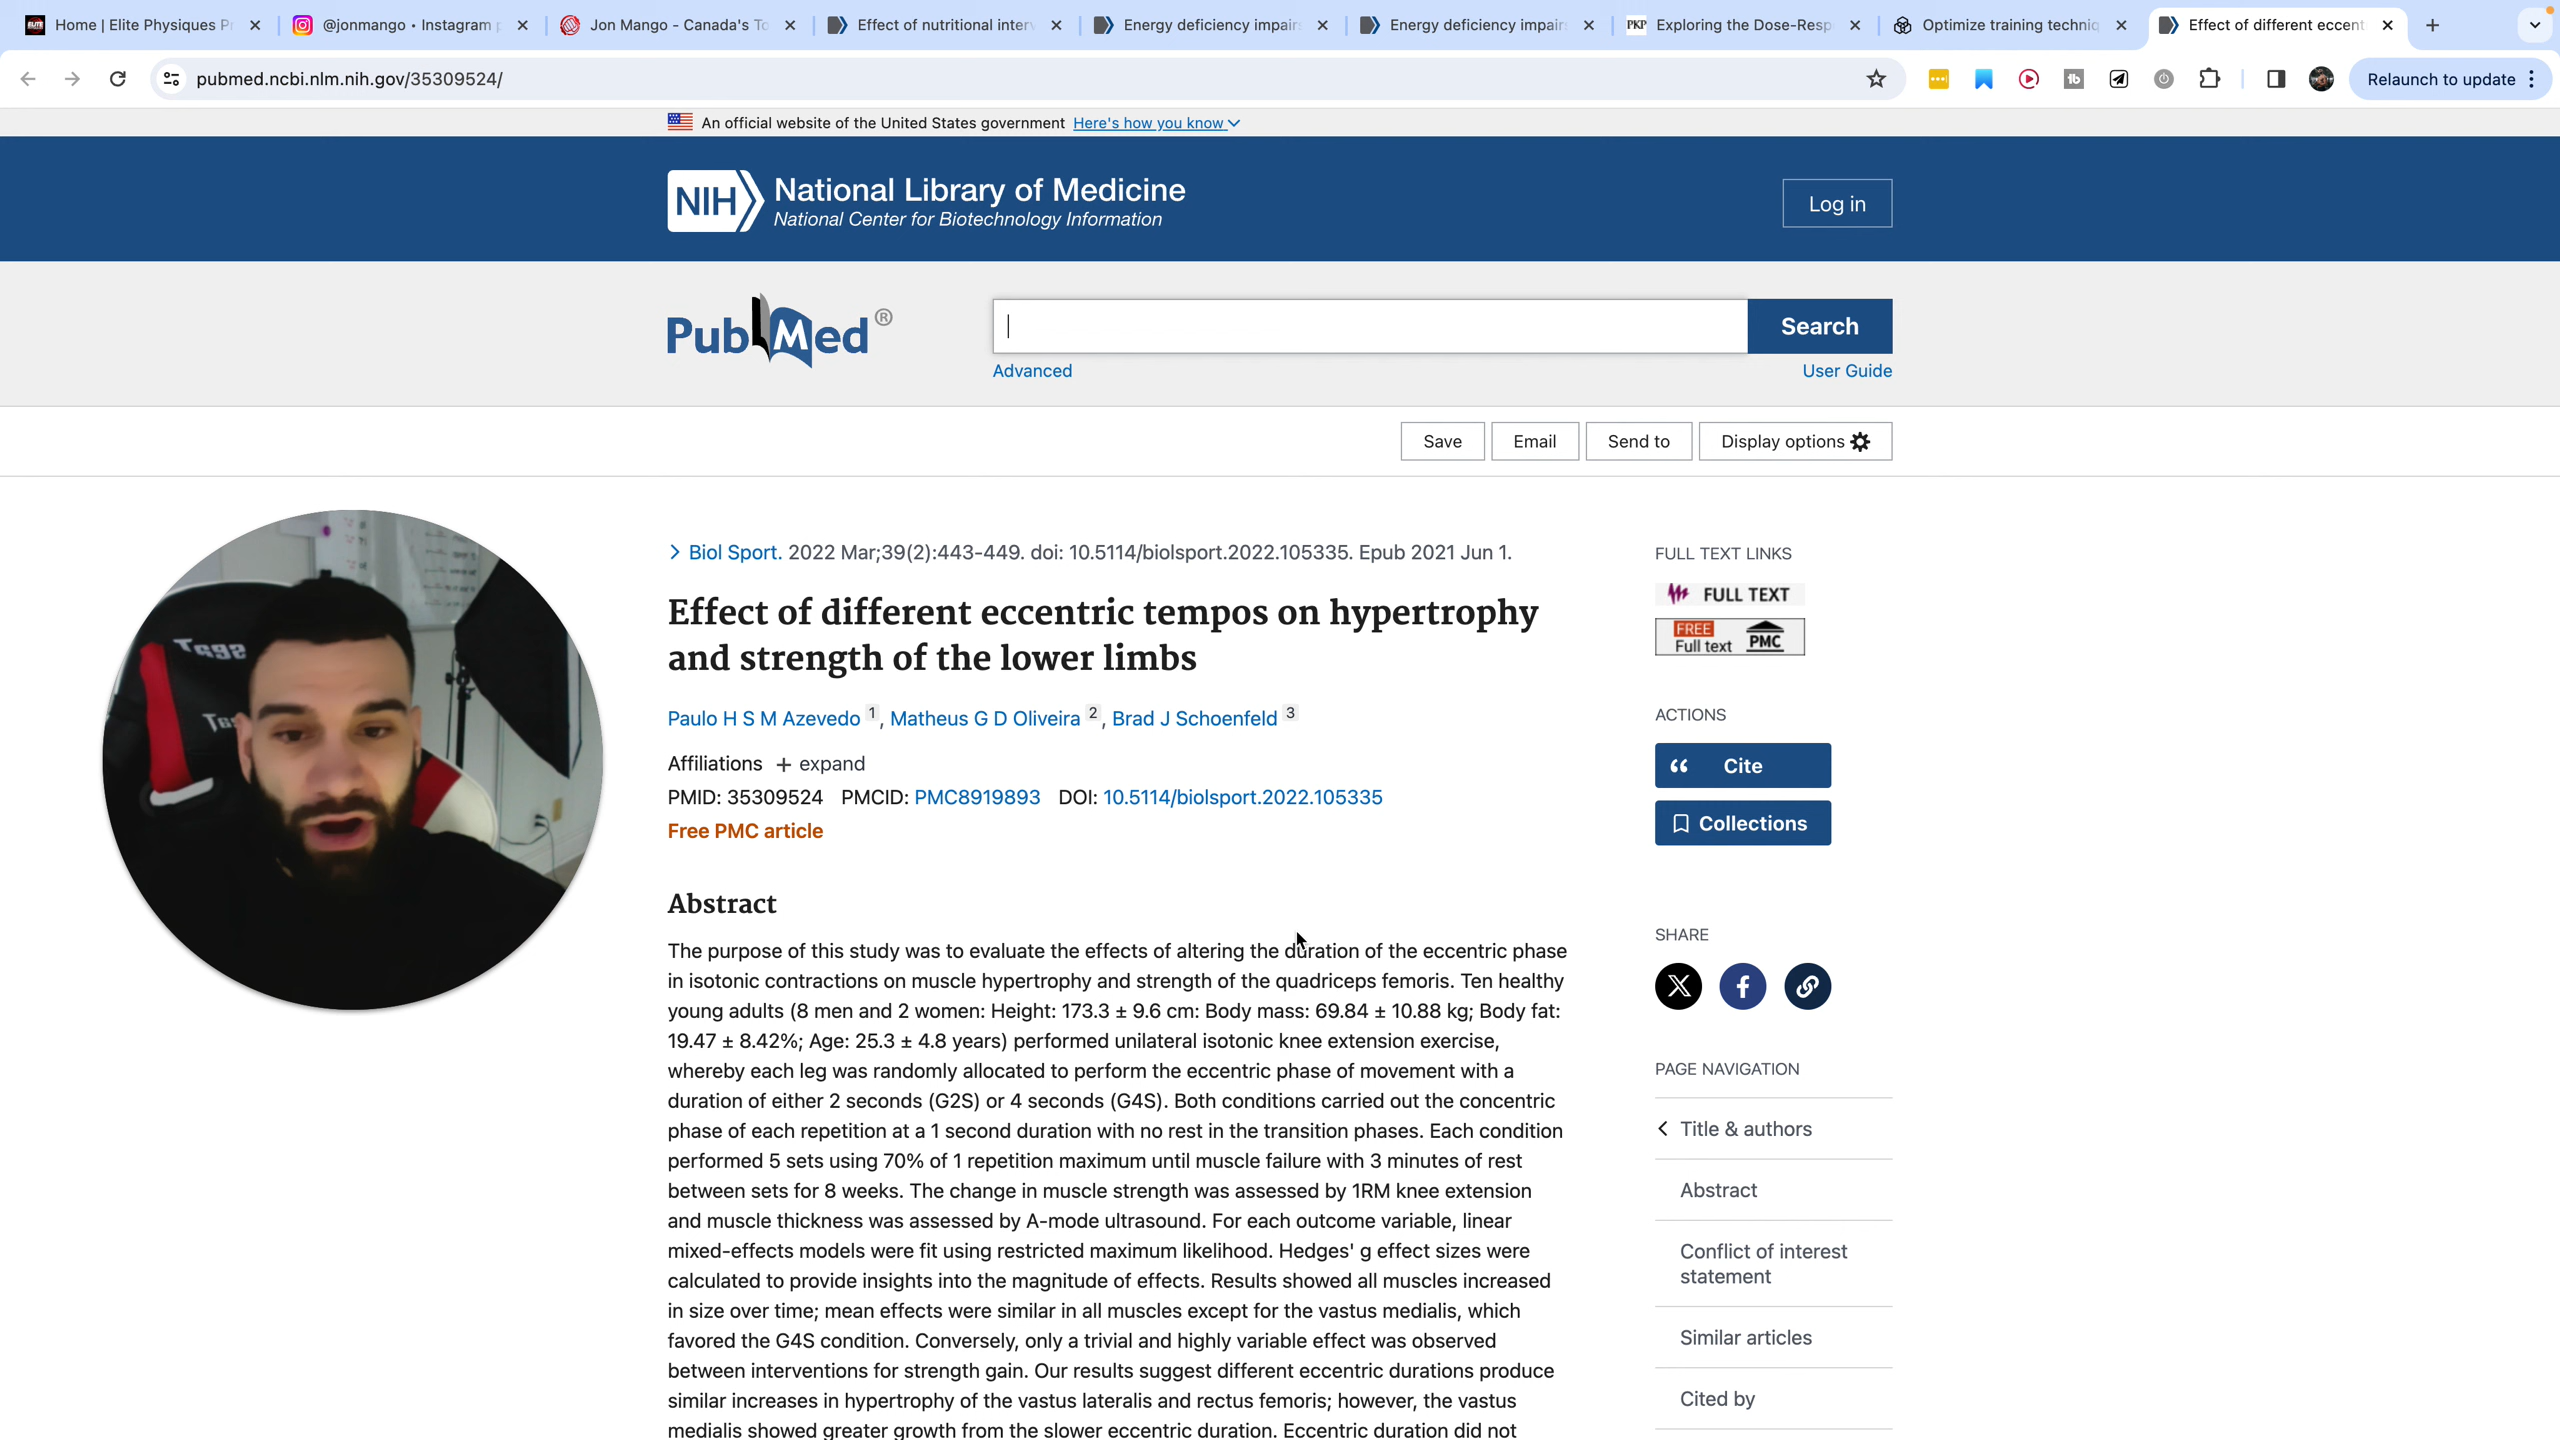 Home | Elite Physiques Pr
@jonmango • Instagram p
Jon Mango - Canada's To
Effect of nutritional interv
Energy deficiency impair
Energy deficiency impair
PKP Exploring the Dose-Resp
Optimize training techniq
Effect of different eccent
pubmed.ncbi.nlm.nih.gov/35309524/
Relaunch to update
An official website of the United States government Here's how you know
NIH National Library of Medicine
National Center for Biotechnology Information
Log in
PubMed®
Search
Advanced
User Guide
Save
Email
Send to
Display options
> Biol Sport. 2022 Mar;39(2):443-449. doi: 10.5114/biolsport.2022.105335. Epub 2021 Jun 1.
Effect of different eccentric tempos on hypertrophy
and strength of the lower limbs
Paulo H S M Azevedo 1, Matheus G D Oliveira 2, Brad J Schoenfeld 3
Affiliations + expand
PMID: 35309524 PMCID: PMC8919893 DOI: 10.5114/biolsport.2022.105335
Free PMC article
Abstract
The purpose of this study was to evaluate the effects of altering the duration of the eccentric phase
in isotonic contractions on muscle hypertrophy and strength of the quadriceps femoris. Ten healthy
young adults (8 men and 2 women: Height: 173.3 ± 9.6 cm: Body mass: 69.84 ± 10.88 kg; Body fat:
19.47 ± 8.42%; Age: 25.3 ± 4.8 years) performed unilateral isotonic knee extension exercise,
whereby each leg was randomly allocated to perform the eccentric phase of movement with a
duration of either 2 seconds (G2S) or 4 seconds (G4S). Both conditions carried out the concentric
phase of each repetition at a 1 second duration with no rest in the transition phases. Each condition
performed 5 sets using 70% of 1 repetition maximum until muscle failure with 3 minutes of rest
between sets for 8 weeks. The change in muscle strength was assessed by 1RM knee extension
and muscle thickness was assessed by A-mode ultrasound. For each outcome variable, linear
mixed-effects models were fit using restricted maximum likelihood. Hedges' g effect sizes were
calculated to provide insights into the magnitude of effects. Results showed all muscles increased
in size over time; mean effects were similar in all muscles except for the vastus medialis, which
favored the G4S condition. Conversely, only a trivial and highly variable effect was observed
between interventions for strength gain. Our results suggest different eccentric durations produce
similar increases in hypertrophy of the vastus lateralis and rectus femoris; however, the vastus
medialis showed greater growth from the slower eccentric duration. Eccentric duration did not
FULL TEXT LINKS
FULL TEXT
FREE
Full text PMC
ACTIONS
Cite
Collections
SHARE
PAGE NAVIGATION
Title & authors
Abstract
Conflict of interest
statement
Similar articles
Cited by